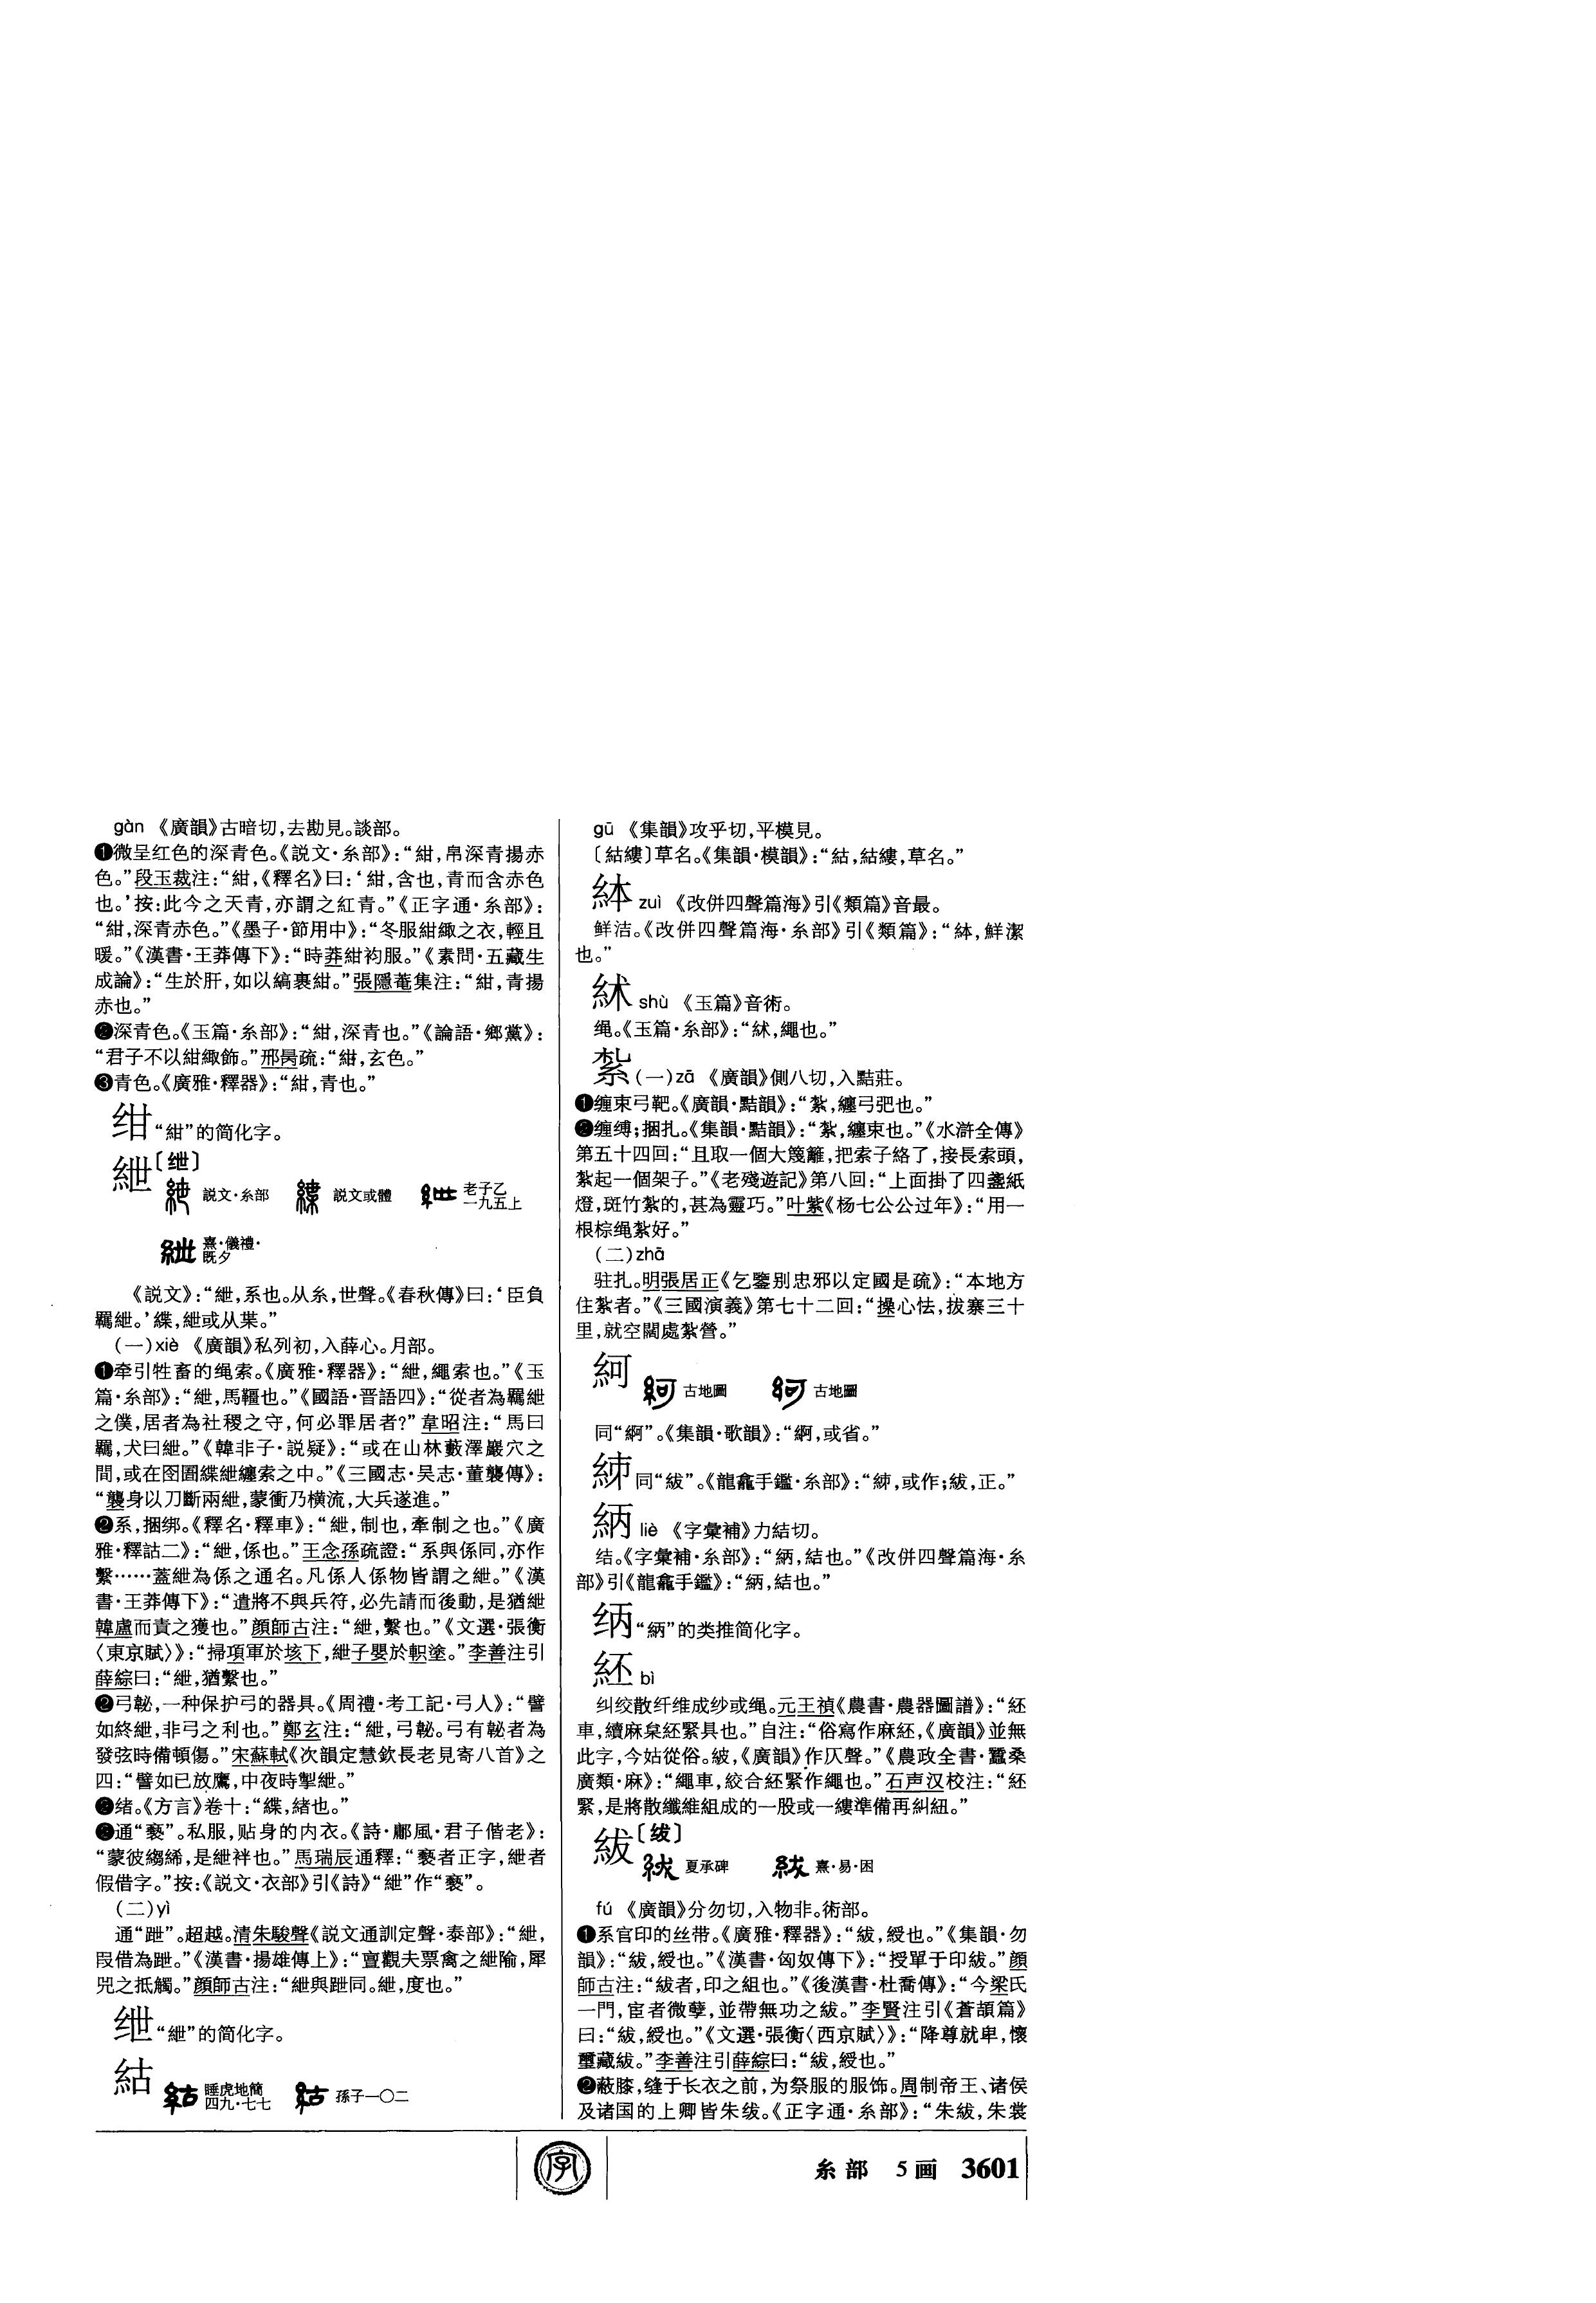 gàn 《廣韻》古暗切,去勘見。談部。
❶微呈红色的深青色。《説文·糸部》:“紺,帛深青揚赤
色。”段玉裁注:“紺,《釋名》曰:‘紺,含也,青而含赤色
也。’按:此今之天青,亦謂之紅青。”《正字通·糸部》:
“紺,深青赤色。”《墨子·節用中》:“冬服紺緅之衣,輕且
暖。”《漢書·王莽傳下》:“時莽紺袀服。”《素問·五藏生
成論》:“生於肝,如以縞裹紺。”張隱菴集注:“紺,青揚
赤也。”
❷深青色。《玉篇·糸部》:“紺,深青也。”《論語·鄉黨》:
“君子不以紺緅飾。”邢昺疏:“紺,玄色。”
❸青色。《廣雅·釋器》:“紺,青也。”
绀“紺”的简化字。
紲〔绁〕
説文·糸部 説文或體 老子乙一九五上
熹·儀禮·既夕
《説文》:“紲,系也。从糸,世聲。《春秋傳》曰:‘臣負
羈紲。’緤,紲或从葉。”
(一)xiè 《廣韻》私列初,入薛心。月部。
❶牵引牲畜的绳索。《廣雅·釋器》:“紲,繩索也。”《玉
篇·糸部》:“紲,馬韁也。”《國語·晋語四》:“從者為羈紲
之僕,居者為社稷之守,何必罪居者?”韋昭注:“馬曰
羈,犬曰紲。”《韓非子·説疑》:“或在山林藪澤巖穴之
間,或在囹圄緤紲纏索之中。”《三國志·吴志·董襲傳》:
“襲身以刀斷兩紲,蒙衝乃横流,大兵遂進。”
❷系,捆绑。《釋名·釋車》:“紲,制也,牽制之也。”《廣
雅·釋詁二》:“紲,係也。”王念孫疏證:“系與係同,亦作
繫……蓋紲為係之通名。凡係人係物皆謂之紲。”《漢
書·王莽傳下》:“遣將不與兵符,必先請而後動,是猶紲
韓盧而責之獲也。”顔師古注:“紲,繫也。”《文選·張衡
〈東京賦〉》:“掃項軍於垓下,紲子嬰於軹塗。”李善注引
薛綜曰:“紲,猶繫也。”
❷弓䪐,一种保护弓的器具。《周禮·考工記·弓人》:“譬
如終紲,非弓之利也。”鄭玄注:“紲,弓䪐。弓有䪐者為
發弦時備頓傷。”宋蘇軾《次韻定慧欽長老見寄八首》之
四:“譬如已放鷹,中夜時掣紲。”
❷绪。《方言》卷十:“緤,緒也。”
❷通“褻”。私服,贴身的内衣。《詩·鄘風·君子偕老》:
“蒙彼縐絺,是紲袢也。”馬瑞辰通釋:“褻者正字,紲者
假借字。”按:《説文·衣部》引《詩》“紲”作“褻”。
(二)yì
通“跇”。超越。清朱駿聲《説文通訓定聲·泰部》:“紲,
叚借為跇。”《漢書·揚雄傳上》:“亶觀夫票禽之紲隃,犀
兕之抵觸。”顔師古注:“紲與跇同。紲,度也。”
绁“紲”的简化字。
結
睡虎地簡四九·七七 孫子一〇二
gū 《集韻》攻乎切,平模見。
〔結縷〕草名。《集韻·模韻》:“結,結縷,草名。”
䋍zuì 《改併四聲篇海》引《類篇》音最。
鲜洁。《改併四聲篇海·糸部》引《類篇》:“䋍,鮮潔
也。”
紌shù 《玉篇》音術。
绳。《玉篇·糸部》:“紌,繩也。”
紮(一)zā 《廣韻》側八切,入黠莊。
❶缠束弓靶。《廣韻·黠韻》:“紮,纏弓弝也。”
❷缠缚;捆扎。《集韻·黠韻》:“紮,纏束也。”《水滸全傳》
第五十四回:“且取一個大篾籮,把索子絡了,接長索頭,
紮起一個架子。”《老殘遊記》第八回:“上面掛了四盞紙
燈,斑竹紮的,甚為靈巧。”叶紫《杨七公公过年》:“用一
根棕绳紮好。”
(二)zhā
驻扎。明張居正《乞鑒别忠邪以定國是疏》:“本地方
住紮者。”《三國演義》第七十二回:“操心怯,拔寨三十
里,就空闊處紮營。”
紨
古地圖 古地圖
同“綱”。《集韻·歌韻》:“綱,或省。”
䋂同“紱”。《龍龕手鑑·糸部》:“䋂,或作;紱,正。”
䋑liè 《字彙補》力結切。
结。《字彙補·糸部》:“䋑,結也。”《改併四聲篇海·糸
部》引《龍龕手鑑》:“䋑,結也。”
“䋑”的类推简化字。
紕bì
纠绞散纤维成纱或绳。元王禎《農書·農器圖譜》:“紕
車,績麻枲紕緊具也。”自注:“俗寫作麻紕,《廣韻》並無
此字,今姑從俗。紴,《廣韻》作仄聲。”《農政全書·蠶桑
廣類·麻》:“繩車,絞合紕緊作繩也。”石声汉校注:“紕
緊,是將散纖維組成的一股或一縷準備再糾紐。”
紱〔绂〕
夏承碑 熹·易·困
fú 《廣韻》分勿切,入物非。術部。
❶系官印的丝带。《廣雅·釋器》:“紱,綬也。”《集韻·勿
韻》:“紱,綬也。”《漢書·匈奴傳下》:“授單于印紱。”顔
師古注:“紱者,印之組也。”《後漢書·杜喬傳》:“今梁氏
一門,宦者微孽,並帶無功之紱。”李賢注引《蒼頡篇》
曰:“紱,綬也。”《文選·張衡〈西京賦〉》:“降尊就卑,懷
璽藏紱。”李善注引薛綜曰:“紱,綬也。”
❷蔽膝,缝于长衣之前,为祭服的服饰。周制帝王、诸侯
及诸国的上卿皆朱绂。《正字通·糸部》:“朱紱,朱裳
字
糸部 5画 3601